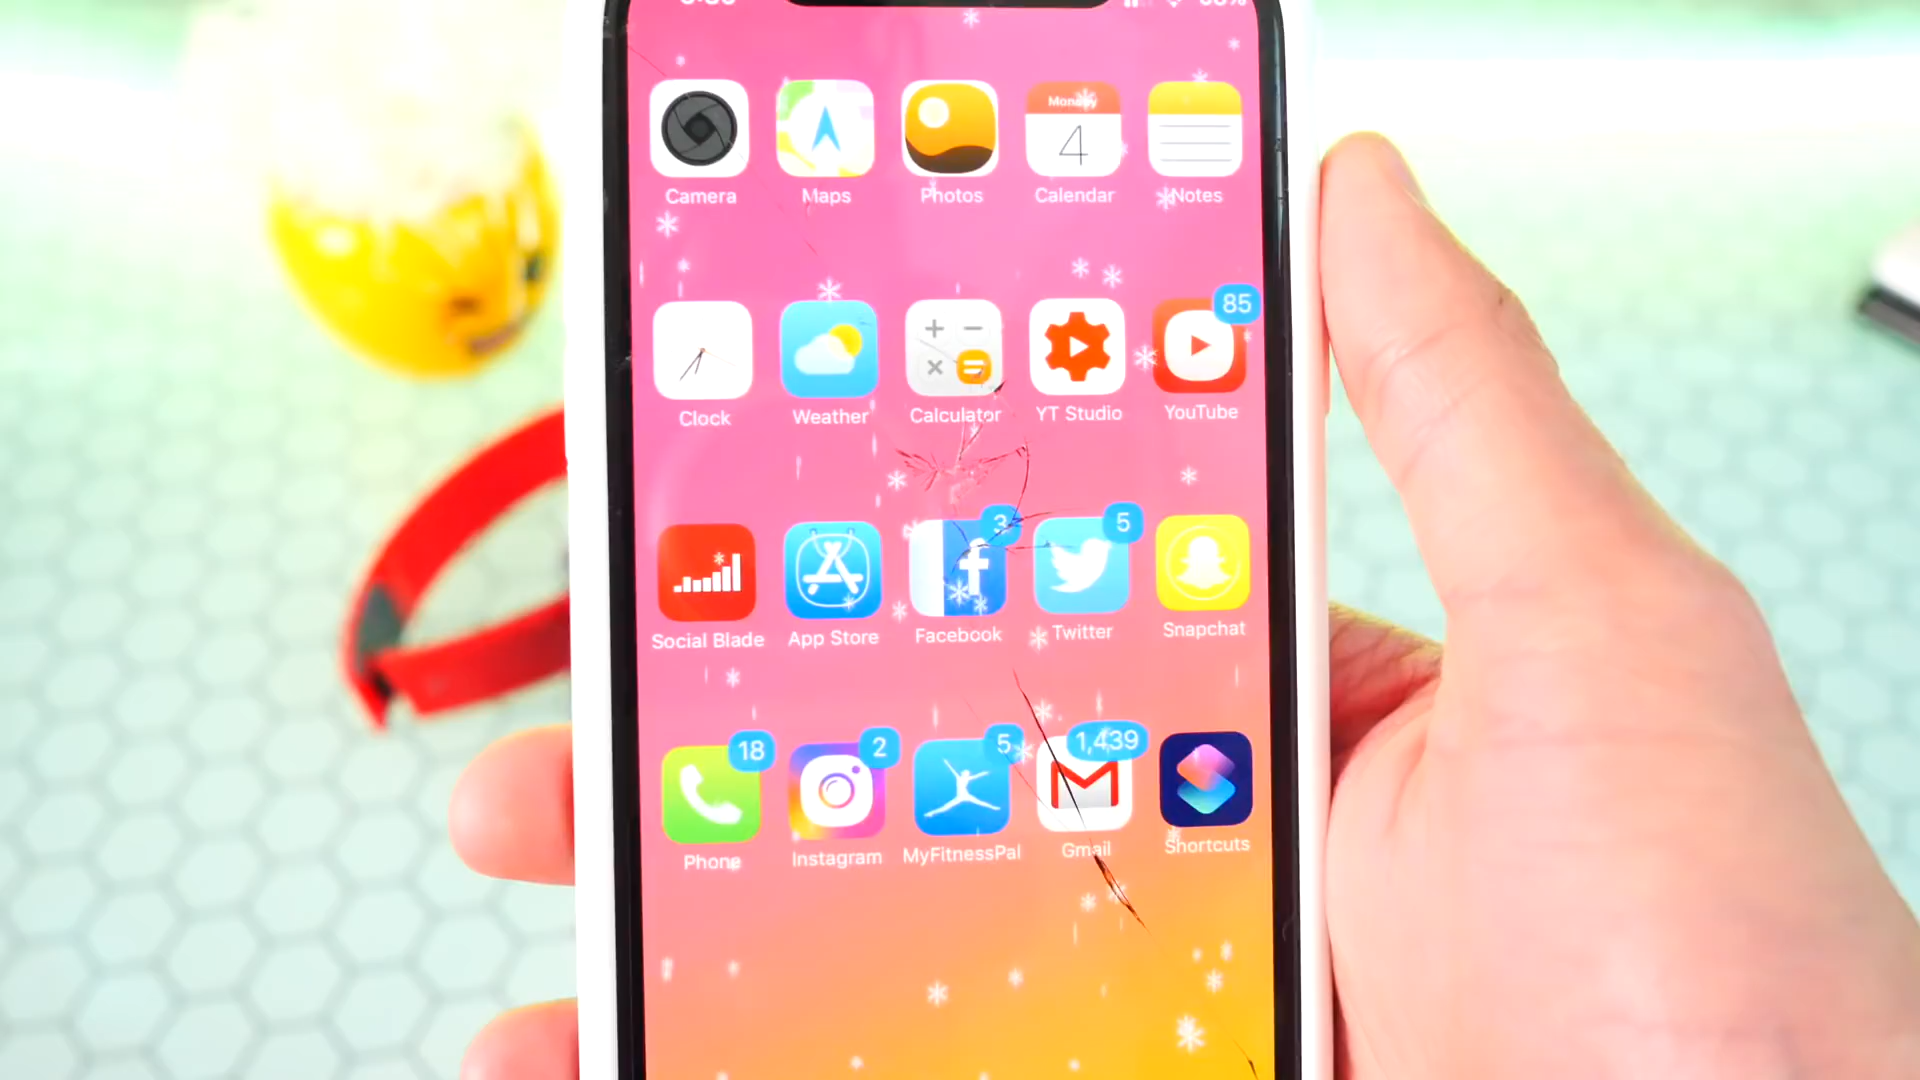 Monday
4
Camera
Maps
Photos
Calendar
Notes
85
Clock
Weather
Calculator
YT Studio
YouTube
3
5
Social Blade
App Store
Facebook
Twitter
Snapchat
18
2
5
1,439
Phone
Instagram
MyFitnessPal
Gmail
Shortcuts